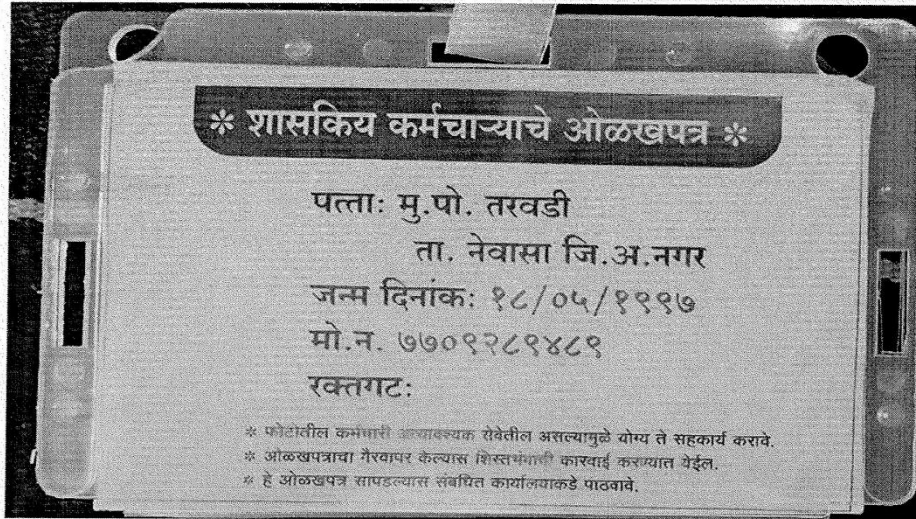 * शासकिय कर्मचाऱ्याचे ओळखपत्र *
पत्ताः मु.पो. तरवडी
ता. नेवासा जि.अ.नगर
जन्म दिनांकः १८/०५/१९९७
मो.न. ७७०९२८९४८९
रक्तगटः
* फोटोतील कर्मचारी अत्यावश्यक सेवेतील असल्यामुळे योग्य ते सहकार्य करावे.
* ओळखपत्राचा गैरवापर केल्यास शिस्तभंगाची कारवाई करण्यात येईल.
* हे ओळखपत्र सापडल्यास संबधित कार्यालयाकडे पाठवावे.